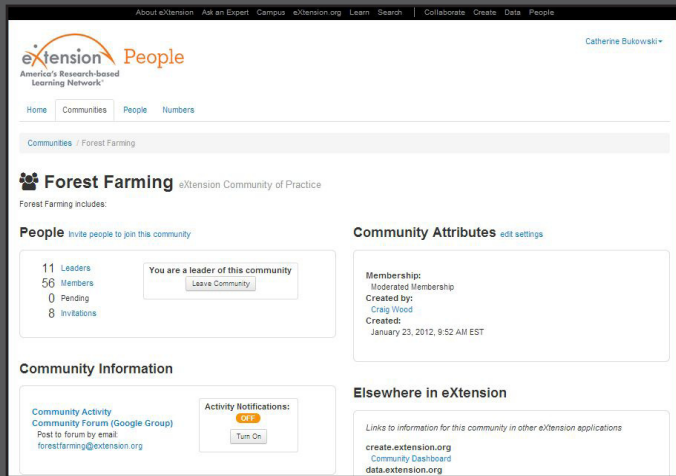 About eXtension Ask an Expert Campus eXtension.org Learn Search | Collaborate Create Data People
Catherine Bukowski
eXtension People
America's Research-based
Learning Network
Home Communities People Numbers
Communities / Forest Farming
Forest Farming eXtension Community of Practice
Forest Farming includes:
People Invite people to join this community
11 Leaders
56 Members
0 Pending
8 Invitations
You are a leader of this community
Leave Community
Community Attributes edit settings
Membership:
Moderated Membership
Created by:
Craig Wood
Created:
January 23, 2012, 9:52 AM EST
Community Information
Community Activity
Community Forum (Google Group)
Post to forum by email:
forestfarming@extension.org
Activity Notifications:
OFF
Turn On
Elsewhere in eXtension
Links to information for this community in other eXtension applications
create.extension.org
Community Dashboard
data.extension.org